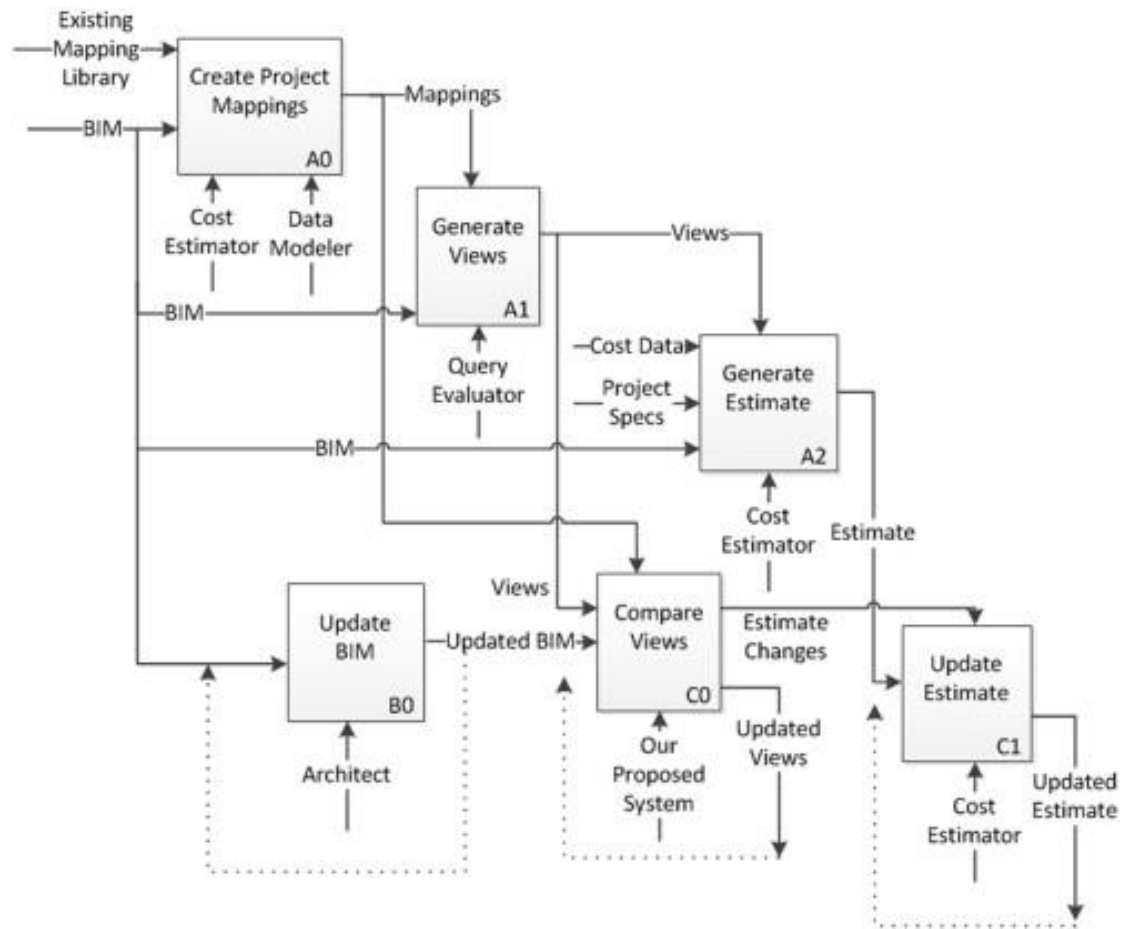 Existing
Mapping
Library
Create Project
Mappings
A0
Mappings
BIM
Cost
Estimator
Data
Modeler
Generate
Views
A1
Views
BIM
Query
Evaluator
Cost Data
Project
Specs
Generate
Estimate
A2
BIM
Cost
Estimator
Estimate
Views
Update
BIM
B0
Updated BIM
Compare
Views
C0
Estimate
Changes
Update
Estimate
C1
Architect
Our
Proposed
System
Updated
Views
Cost
Estimator
Updated
Estimate